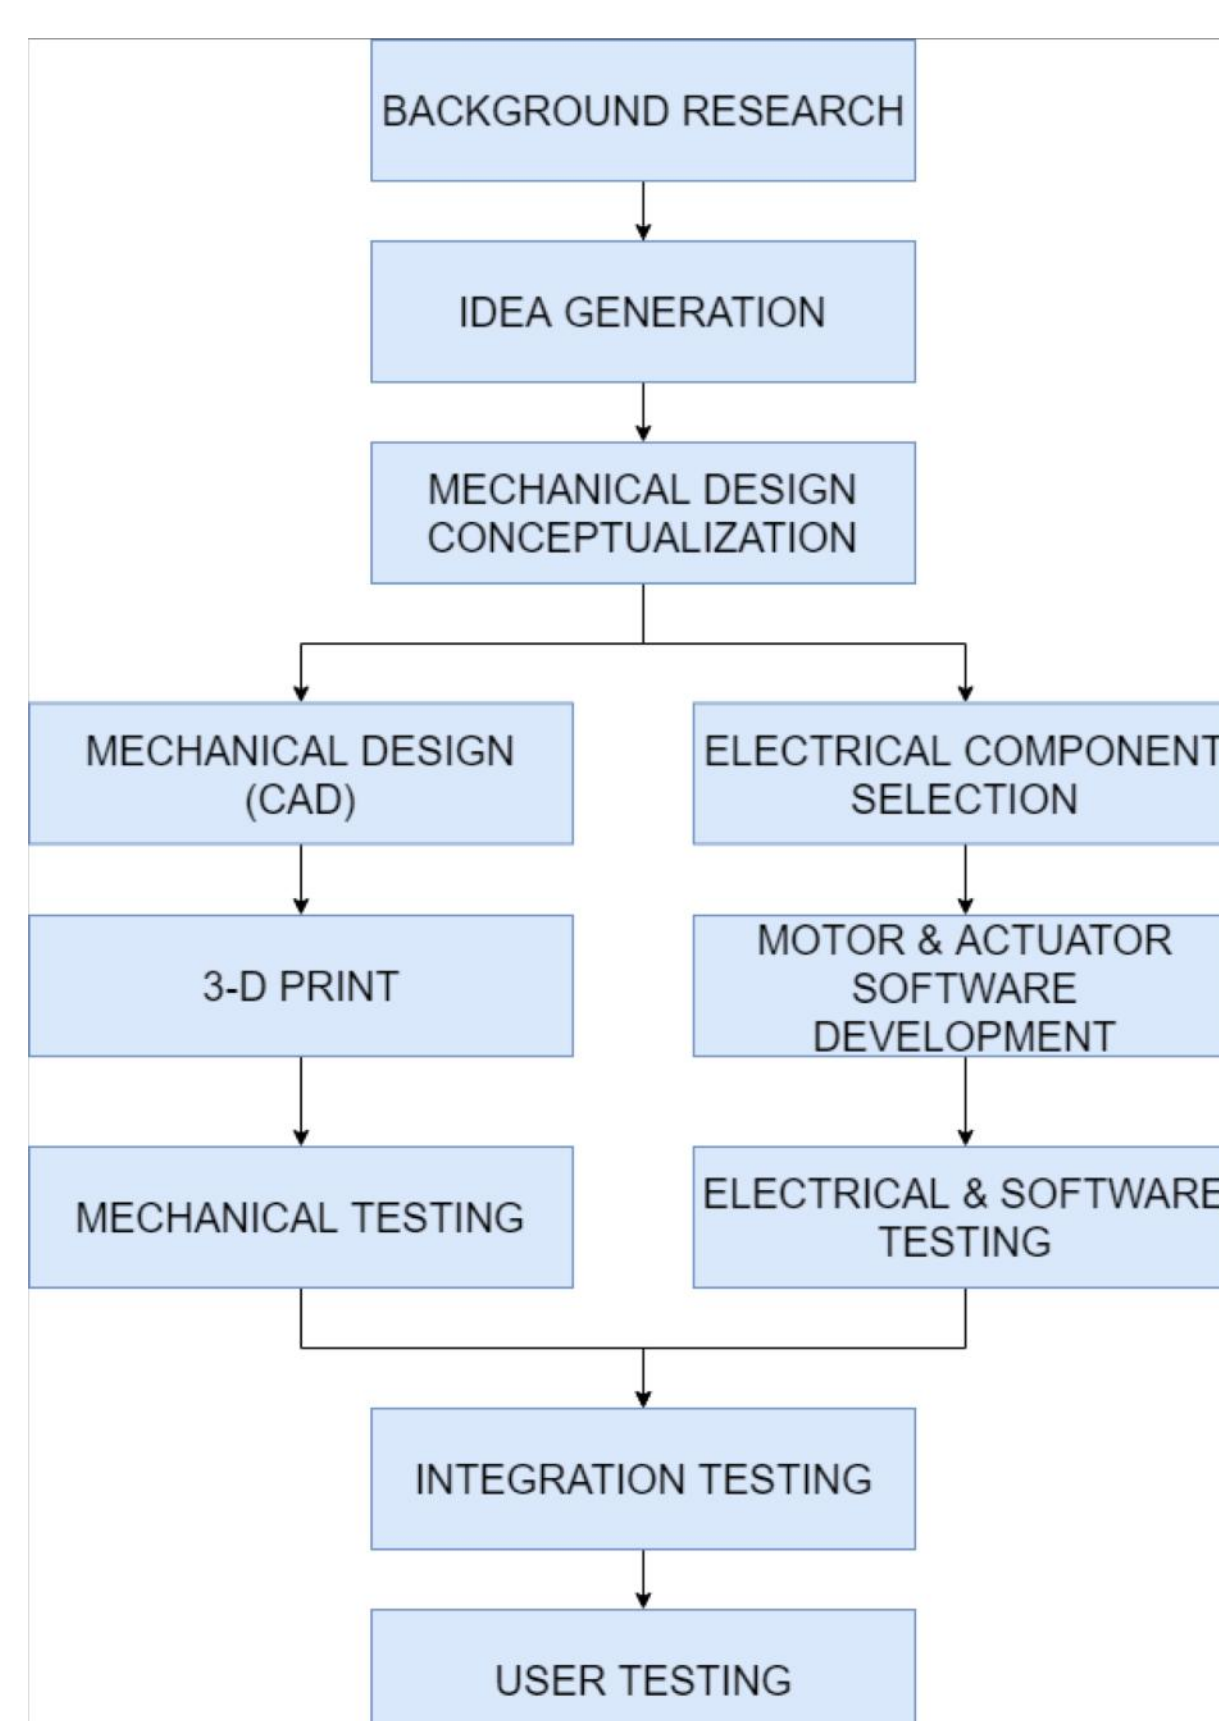 BACKGROUND RESEARCH
IDEA GENERATION
MECHANICAL DESIGN
CONCEPTUALIZATION
MECHANICAL DESIGN
(CAD)
ELECTRICAL COMPONENT
SELECTION
3-D PRINT
MOTOR & ACTUATOR
SOFTWARE
DEVELOPMENT
MECHANICAL TESTING
ELECTRICAL & SOFTWARE
TESTING
INTEGRATION TESTING
USER TESTING